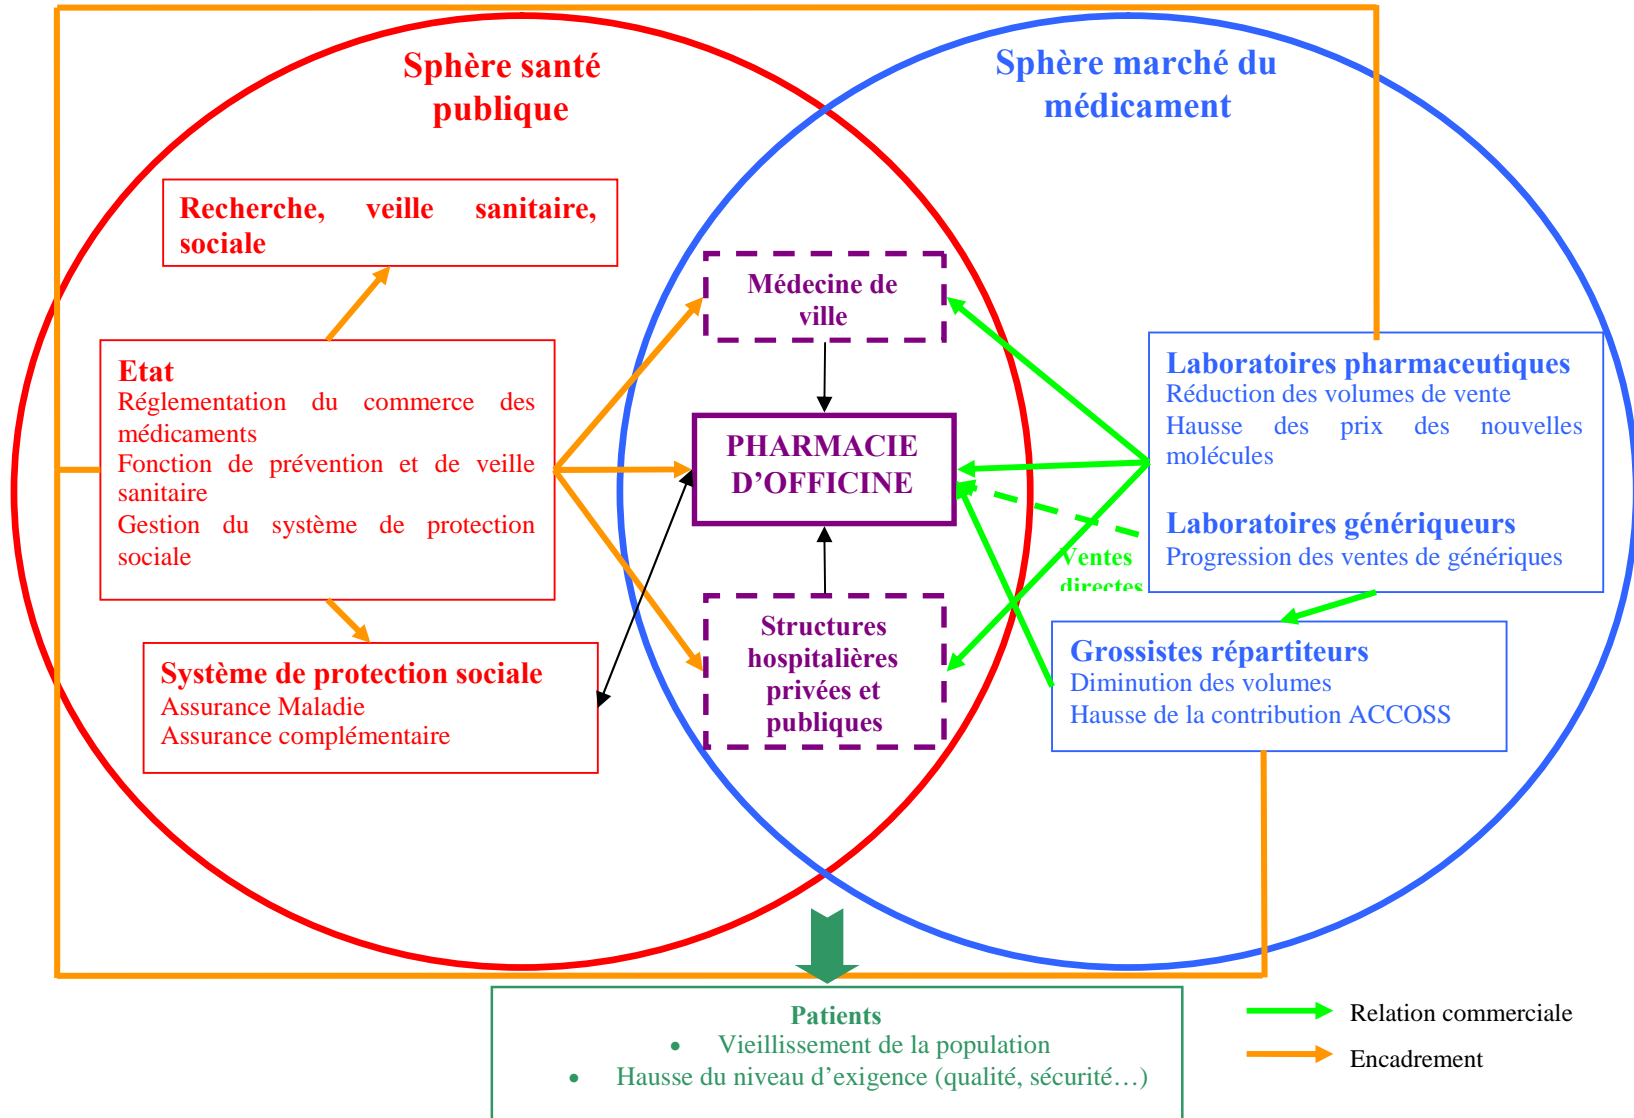 Sphère santé
publique
Sphère marché du
médicament
Recherche, veille sanitaire,
sociale
Médecine de
ville
Etat
Réglementation du commerce des
médicaments
Fonction de prévention et de veille
sanitaire
Gestion du système de protection
sociale
PHARMACIE
D’OFFICINE
Laboratoires pharmaceutiques
Réduction des volumes de vente
Hausse des prix des nouvelles
molécules
Laboratoires génériqueurs
Progression des ventes de génériques
Ventes
directes
Structures
hospitalières
privées et
publiques
Système de protection sociale
Assurance Maladie
Assurance complémentaire
Grossistes répartiteurs
Diminution des volumes
Hausse de la contribution ACCOSS
Patients
• Vieillissement de la population
• Hausse du niveau d’exigence (qualité, sécurité…)
Relation commerciale
Encadrement